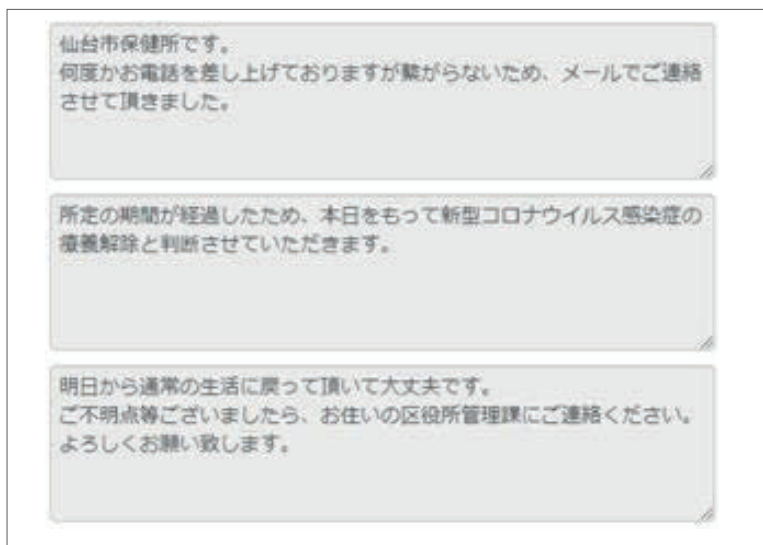 仙台市保健所です。
何度かお電話を差し上げておりますが繋がらないため、メールでご連絡
させて頂きました。
所定の期間が経過したため、本日をもって新型コロナウイルス感染症の
療養解除と判断させていただきます。
明日から通常の生活に戻って頂いて大丈夫です。
ご不明点等ございましたら、お住いの区役所管理課にご連絡ください。
よろしくお願い致します。